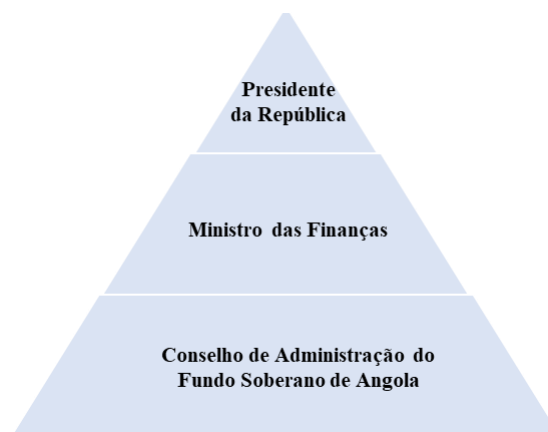 Presidente
da República
Ministro das Finanças
Conselho de Administração do
Fundo Soberano de Angola